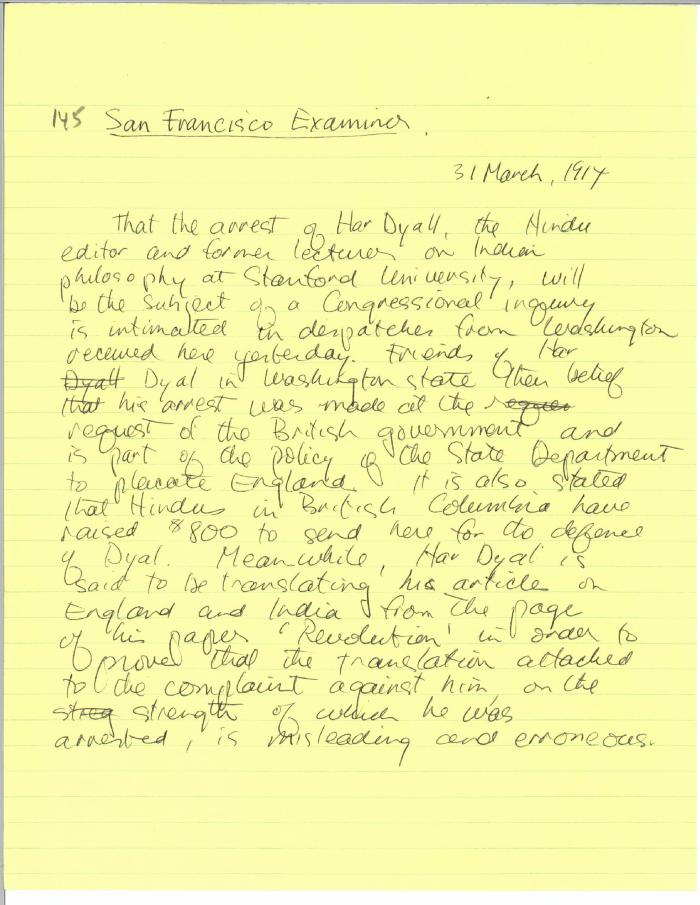 145 San Francisco Examiner.
31 March, 1914
That the arrest of Har Dyall, the Hindu
editor and former lecturer on Indian
philosophy at Stanford University, will
be the subject of a Congressional inquiry
is intimated in despatches from Washington
received here yesterday. Friends of Har
Dyall Dyal in Washington state their belief
that his arrest was made at the reques
request of the British government and
is part of the policy of the State Department
to placate England. It is also stated
that Hindus in British Columbia have
raised $800 to send here for the defence
of Dyal. Meanwhile, Har Dyal is
said to be translating his article on
England and India from the page
of his paper 'Revolution' in order to
prove that the translation attached
to the complaint against him, on the
streg strength of which he was
arrested, is misleading and erroneous.